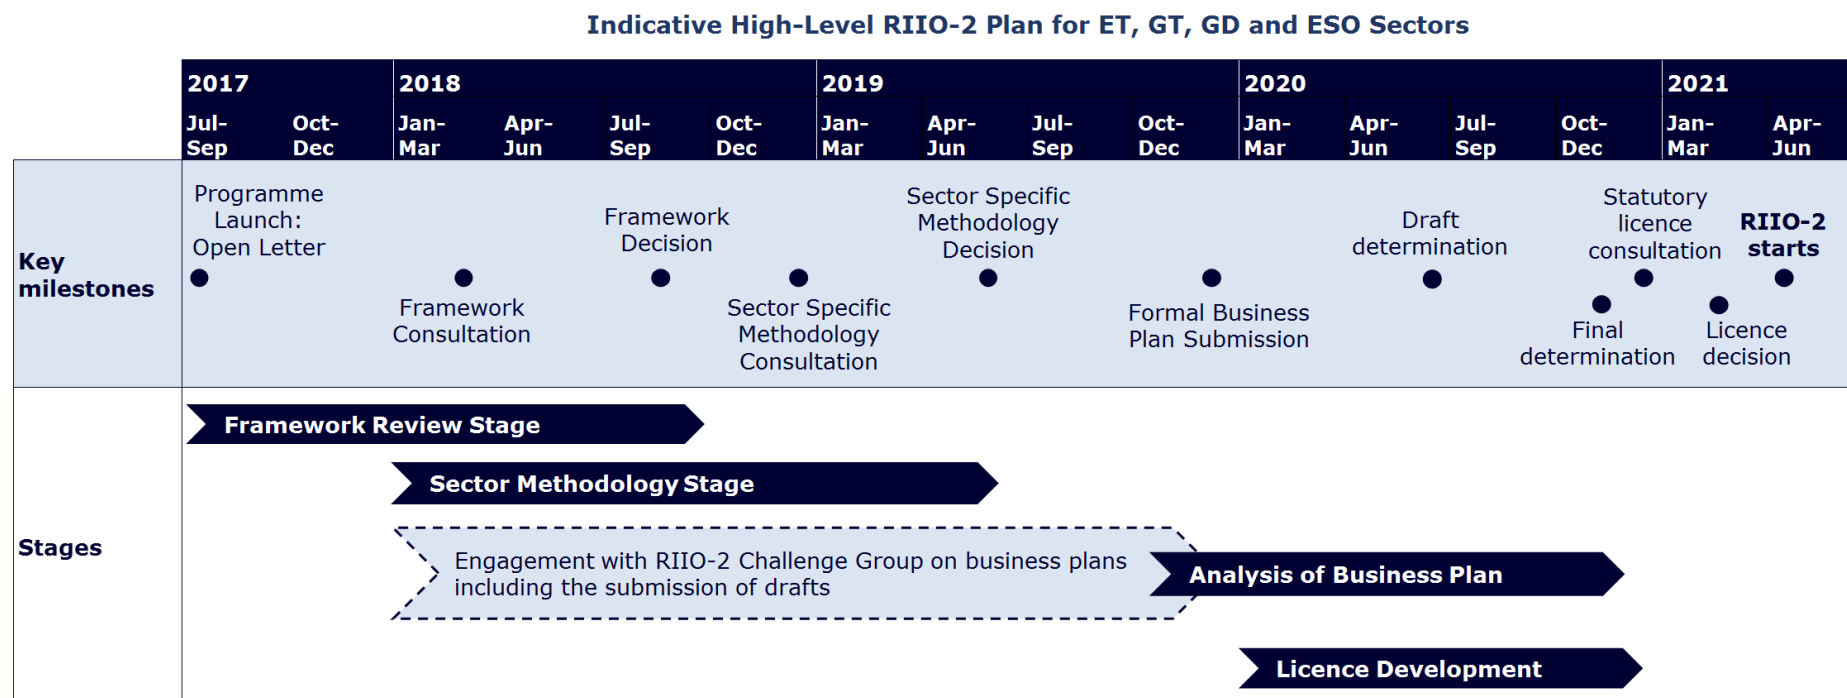 Indicative High-Level RIIO-2 Plan for ET, GT, GD and ESO Sectors
2017
2018
2019
2020
2021
Jul–
Sep
Oct–
Dec
Jan–
Mar
Apr–
Jun
Jul–
Sep
Oct–
Dec
Jan–
Mar
Apr–
Jun
Jul–
Sep
Oct–
Dec
Jan–
Mar
Apr–
Jun
Jul–
Sep
Oct–
Dec
Jan–
Mar
Apr–
Jun
Key
milestones
Programme
Launch:
Open Letter
Framework
Consultation
Framework
Decision
Sector Specific
Methodology
Consultation
Sector Specific
Methodology
Decision
Formal Business
Plan Submission
Draft
determination
Final
determination
Statutory
licence
consultation
Licence
decision
RIIO-2
starts
Stages
Framework Review Stage
Sector Methodology Stage
Engagement with RIIO-2 Challenge Group on business plans
including the submission of drafts
Analysis of Business Plan
Licence Development